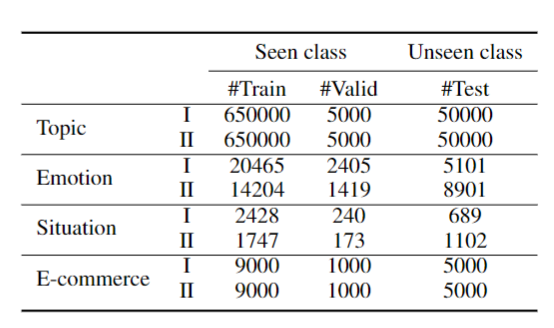 Seen class Unseen class
#Train #Valid #Test
Topic I 650000 5000 50000
II 650000 5000 50000
Emotion I 20465 2405 5101
II 14204 1419 8901
Situation I 2428 240 689
II 1747 173 1102
E-commerce I 9000 1000 5000
II 9000 1000 5000